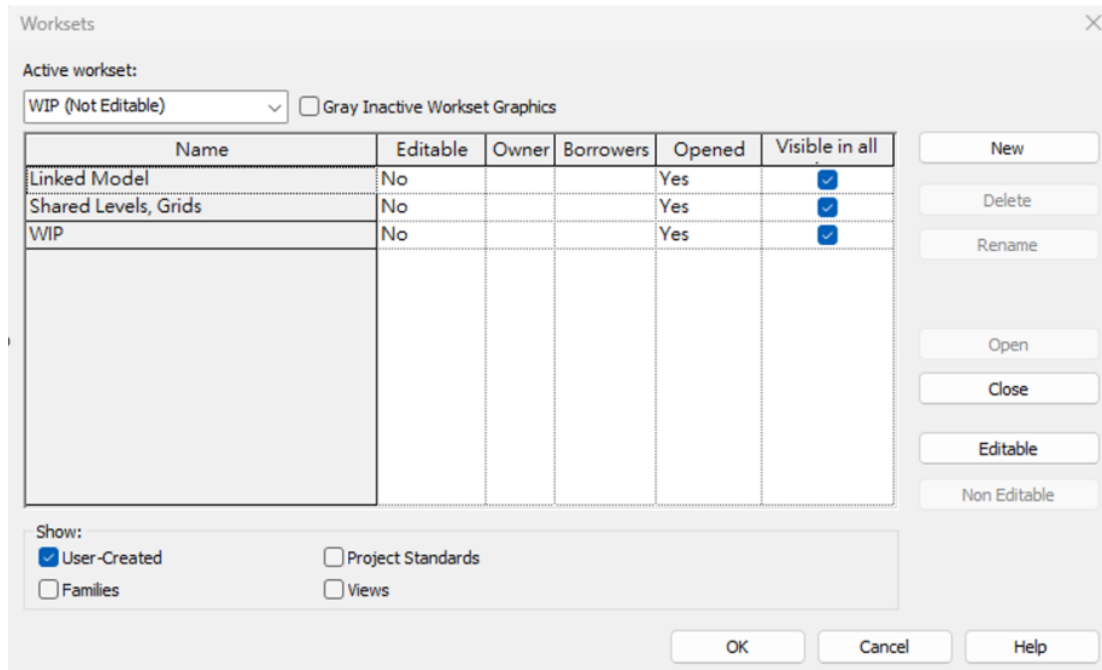 Worksets
Active workset:
WIP (Not Editable)
Gray Inactive Workset Graphics
Name Editable Owner Borrowers Opened Visible in all
Linked Model No Yes
Shared Levels, Grids No Yes
WIP No Yes
New
Delete
Rename
Open
Close
Editable
Non Editable
Show:
User-Created Project Standards
Families Views
OK Cancel Help